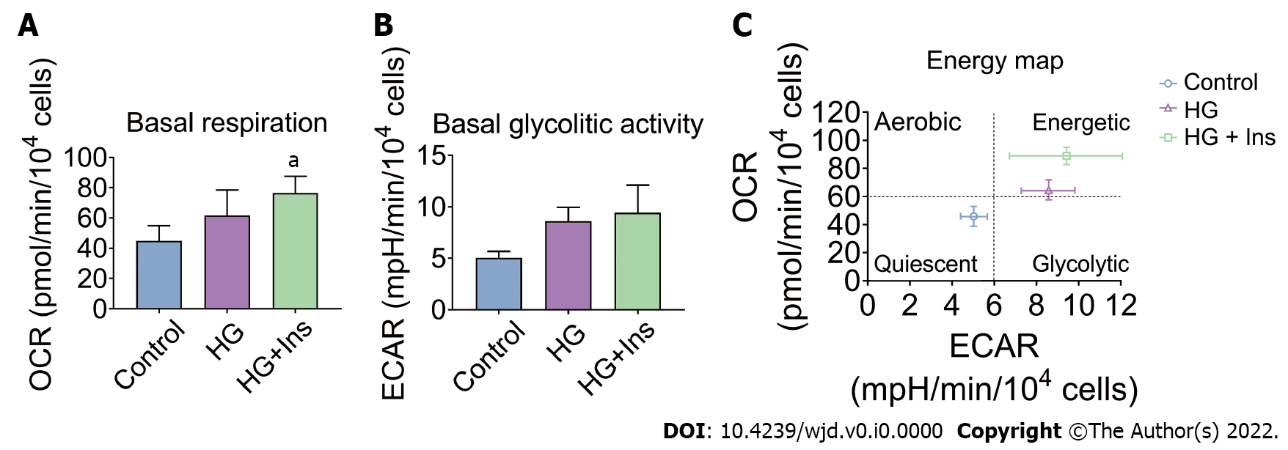 A
B
C
Basal respiration
OCR (pmol/min/10⁴ cells)
100
80
60
40
20
0
a
Control
HG
HG+Ins
Basal glycolitic activity
ECAR (mpH/min/10⁴ cells)
15
10
5
0
Control
HG
HG+Ins
Energy map
OCR
(pmol/min/10⁴ cells)
120
100
80
60
40
20
0
Aerobic
Energetic
Quiescent
Glycolytic
0 2 4 6 8 10 12
ECAR
(mpH/min/10⁴ cells)
Control
HG
HG + Ins
DOI: 10.4239/wjd.v0.i0.0000 Copyright ©The Author(s) 2022.